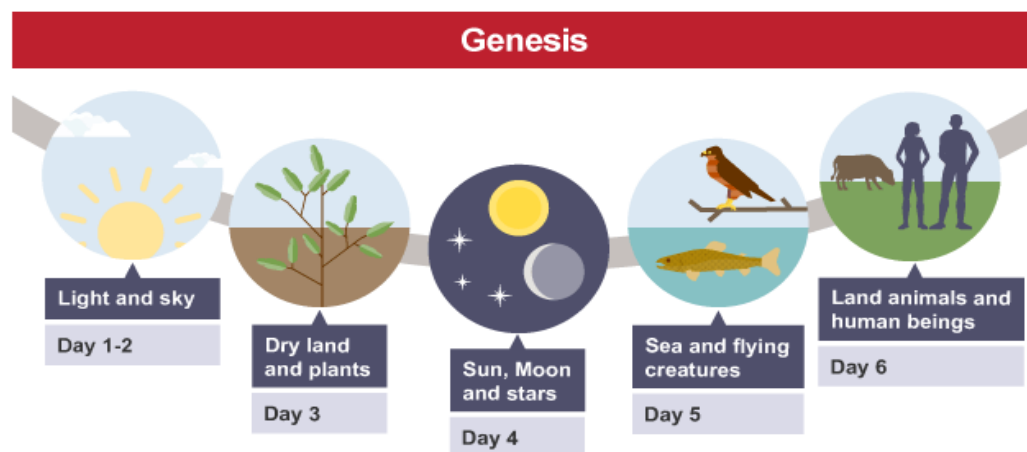 Genesis
Light and sky
Day 1-2
Dry land
and plants
Day 3
Sun, Moon
and stars
Day 4
Sea and flying
creatures
Day 5
Land animals and
human beings
Day 6